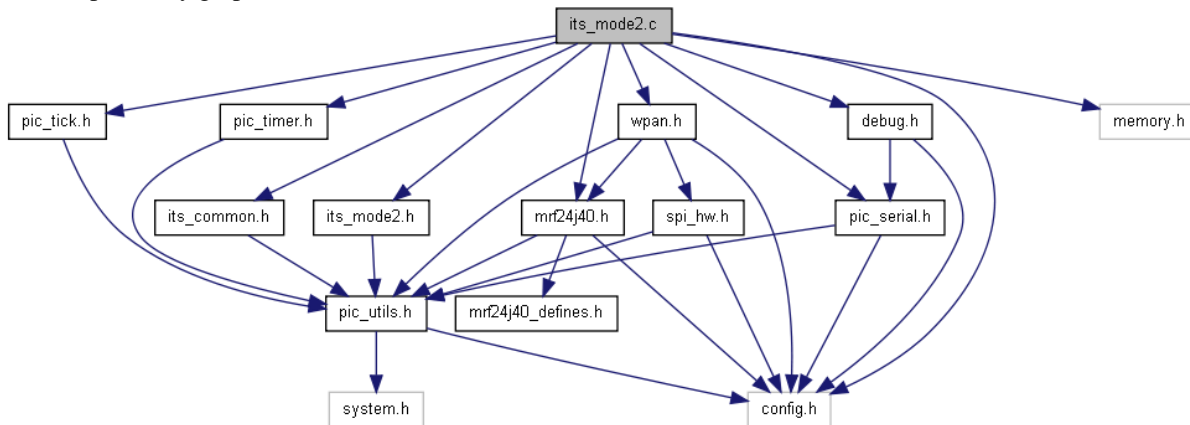 its_mode2.c
pic_tick.h
pic_timer.h
wpan.h
debug.h
memory.h
its_common.h
its_mode2.h
mrf24j40.h
spi_hw.h
pic_serial.h
pic_utils.h
mrf24j40_defines.h
system.h
config.h